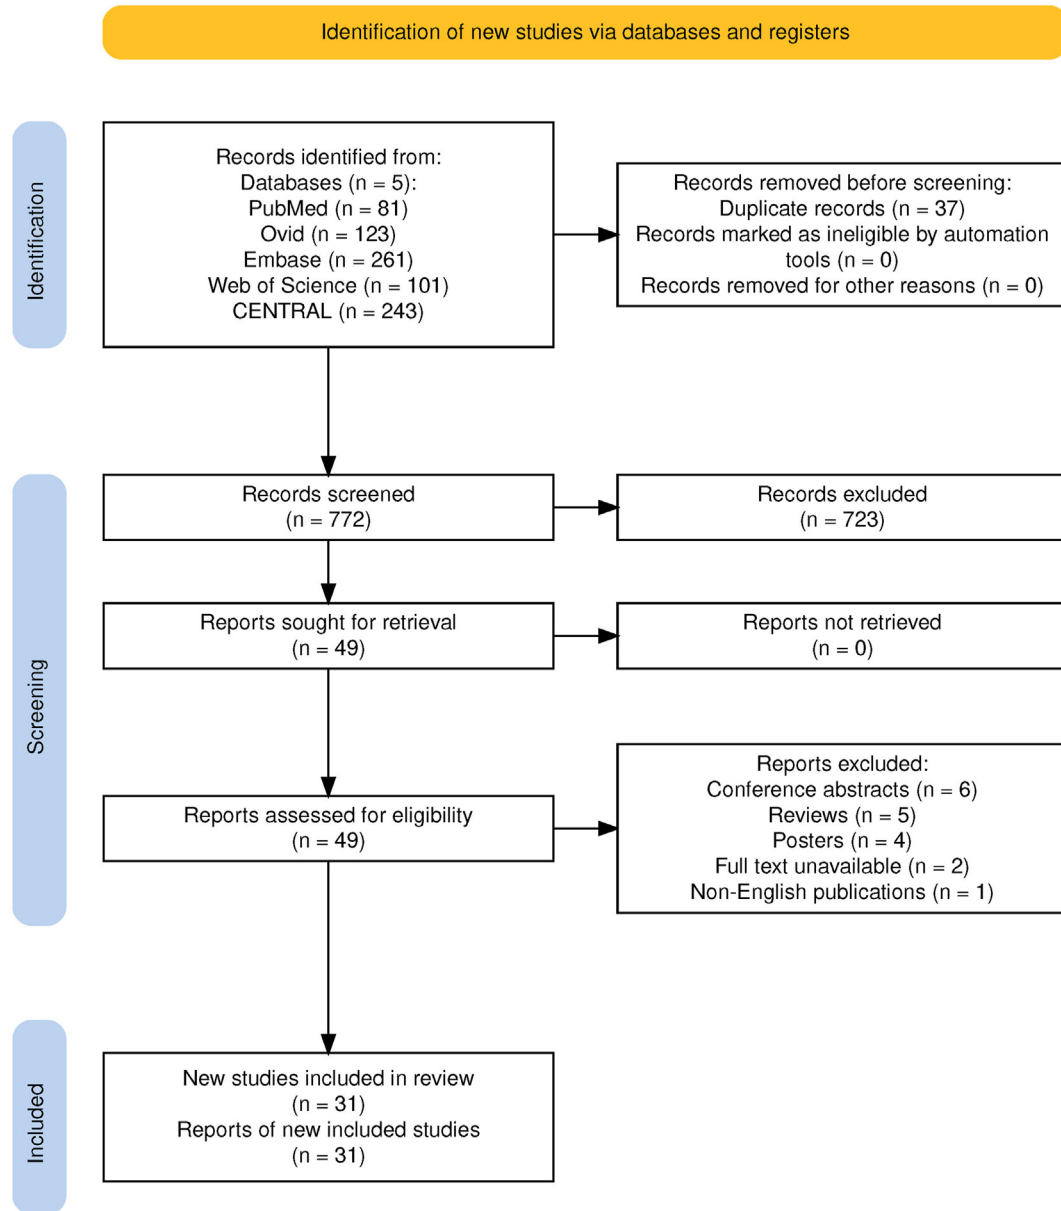 Identification of new studies via databases and registers
Identification
Records identified from:
Databases (n = 5):
PubMed (n = 81)
Ovid (n = 123)
Embase (n = 261)
Web of Science (n = 101)
CENTRAL (n = 243)
Records removed before screening:
Duplicate records (n = 37)
Records marked as ineligible by automation
tools (n = 0)
Records removed for other reasons (n = 0)
Screening
Records screened
(n = 772)
Records excluded
(n = 723)
Reports sought for retrieval
(n = 49)
Reports not retrieved
(n = 0)
Reports assessed for eligibility
(n = 49)
Reports excluded:
Conference abstracts (n = 6)
Reviews (n = 5)
Posters (n = 4)
Full text unavailable (n = 2)
Non-English publications (n = 1)
Included
New studies included in review
(n = 31)
Reports of new included studies
(n = 31)